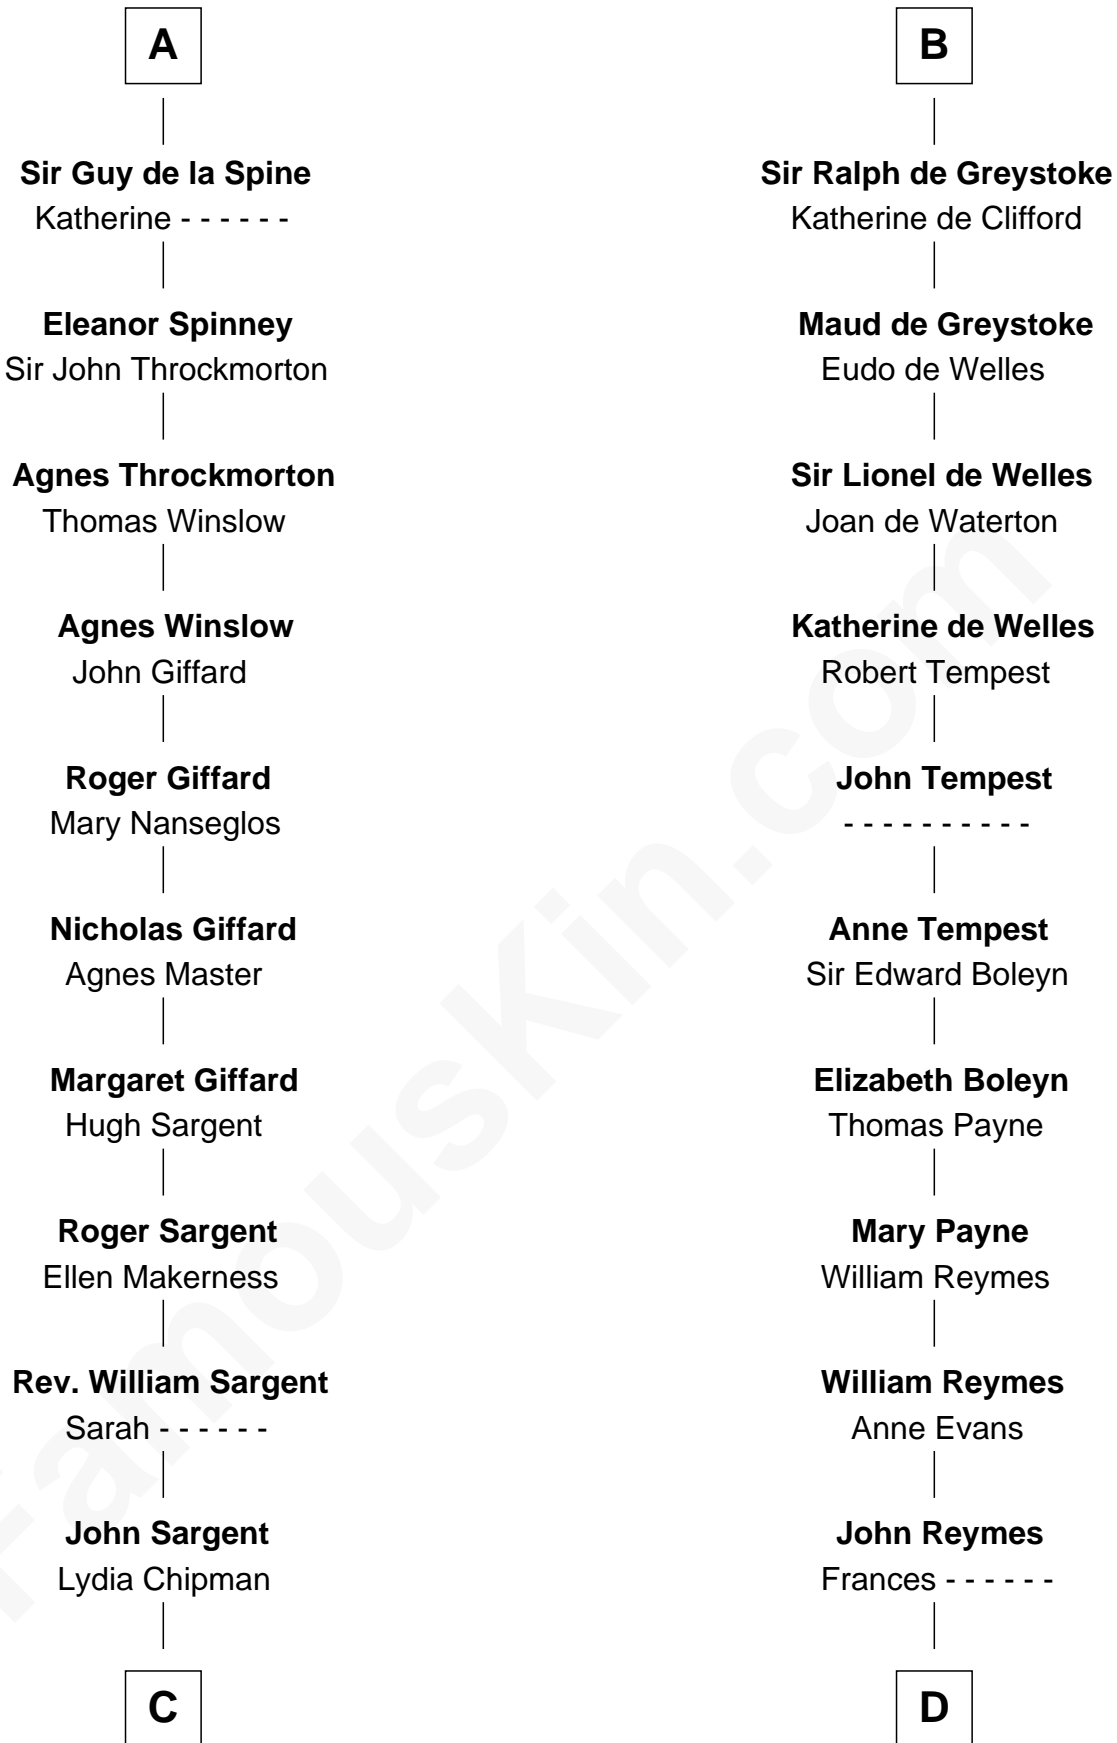 A
Sir Guy de la Spine
Katherine - - - - - -
Eleanor Spinney
Sir John Throckmorton
Agnes Throckmorton
Thomas Winslow
Agnes Winslow
John Giffard
Roger Giffard
Mary Nanseglos
Nicholas Giffard
Agnes Master
Margaret Giffard
Hugh Sargent
Roger Sargent
Ellen Makerness
Rev. William Sargent
Sarah - - - - - -
John Sargent
Lydia Chipman
C
B
Sir Ralph de Greystoke
Katherine de Clifford
Maud de Greystoke
Eudo de Welles
Sir Lionel de Welles
Joan de Waterton
Katherine de Welles
Robert Tempest
John Tempest
- - - - - - - - - -
Anne Tempest
Sir Edward Boleyn
Elizabeth Boleyn
Thomas Payne
Mary Payne
William Reymes
William Reymes
Anne Evans
John Reymes
Frances - - - - - -
D
FamousKin.com